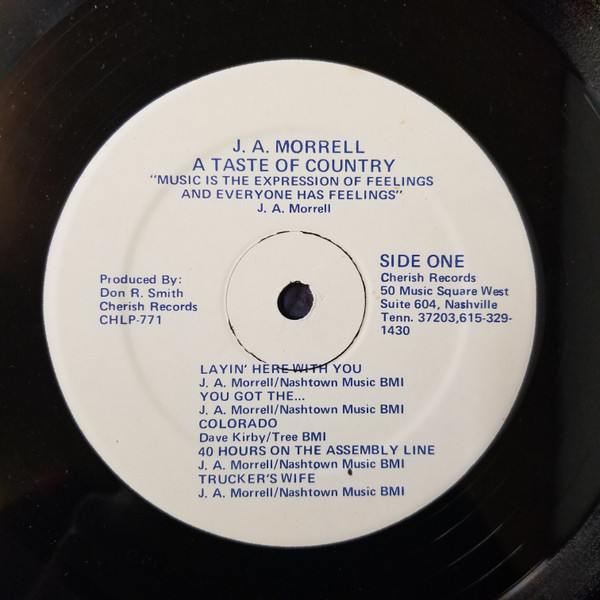 J. A. MORRELL
A TASTE OF COUNTRY
"MUSIC IS THE EXPRESSION OF FEELINGS
AND EVERYONE HAS FEELINGS"
J. A. Morrell
Produced By:
Don R. Smith
Cherish Records
CHLP-771
SIDE ONE
Cherish Records
50 Music Square West
Suite 604, Nashville
Tenn. 37203,615-329-
1430
LAYIN' HERE WITH YOU
J. A. Morrell/Nashtown Music BMI
YOU GOT THE...
J. A. Morrell/Nashtown Music BMI
COLORADO
Dave Kirby/Tree BMI
40 HOURS ON THE ASSEMBLY LINE
J. A. Morrell/Nashtown Music BMI
TRUCKER'S WIFE
J. A. Morrell/Nashtown Music BMI